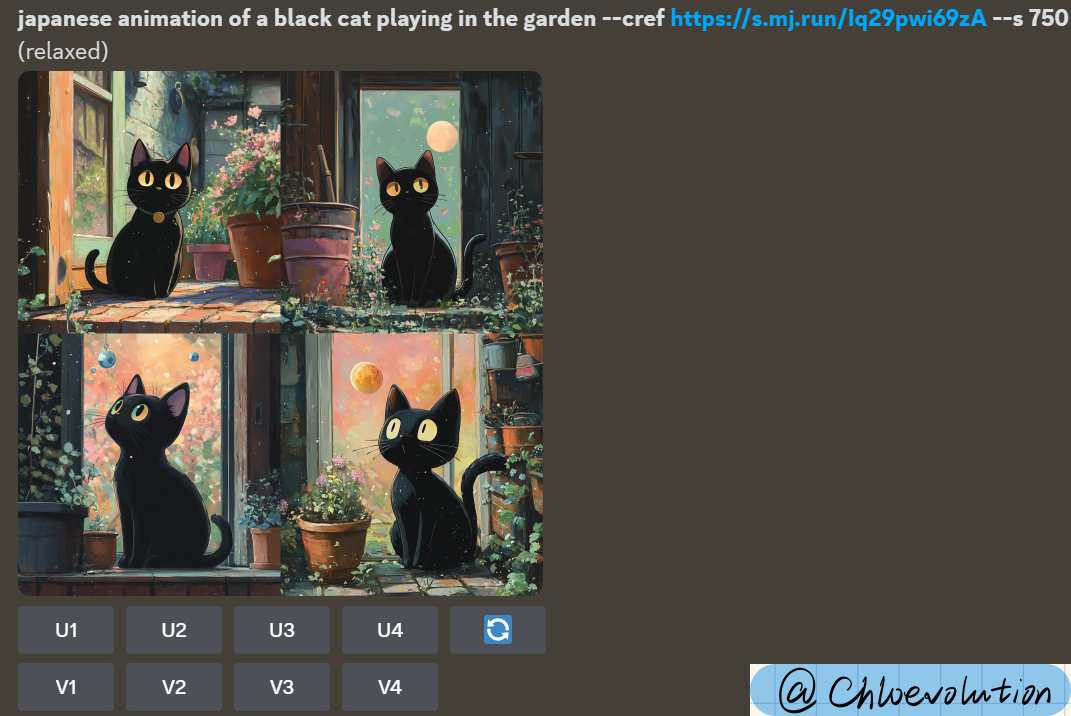 japanese animation of a black cat playing in the garden --cref https://s.mj.run/Iq29pwi69zA --s 750
(relaxed)
U1 U2 U3 U4
V1 V2 V3 V4
@ Chloevolution